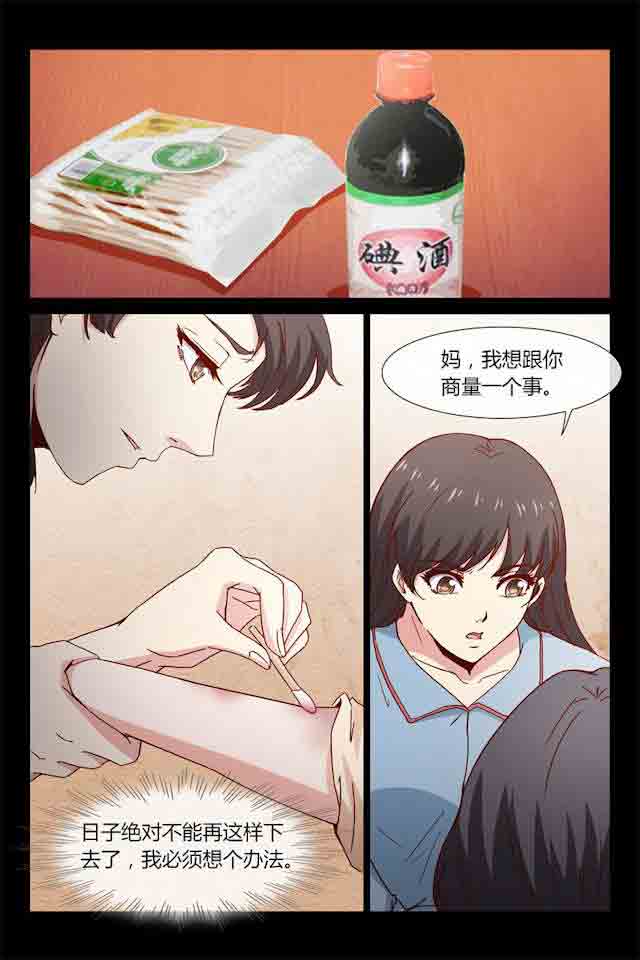 碘酒
妈，我想跟你
商量一个事。
日子绝对不能再这样下
去了，我必须想个办法。